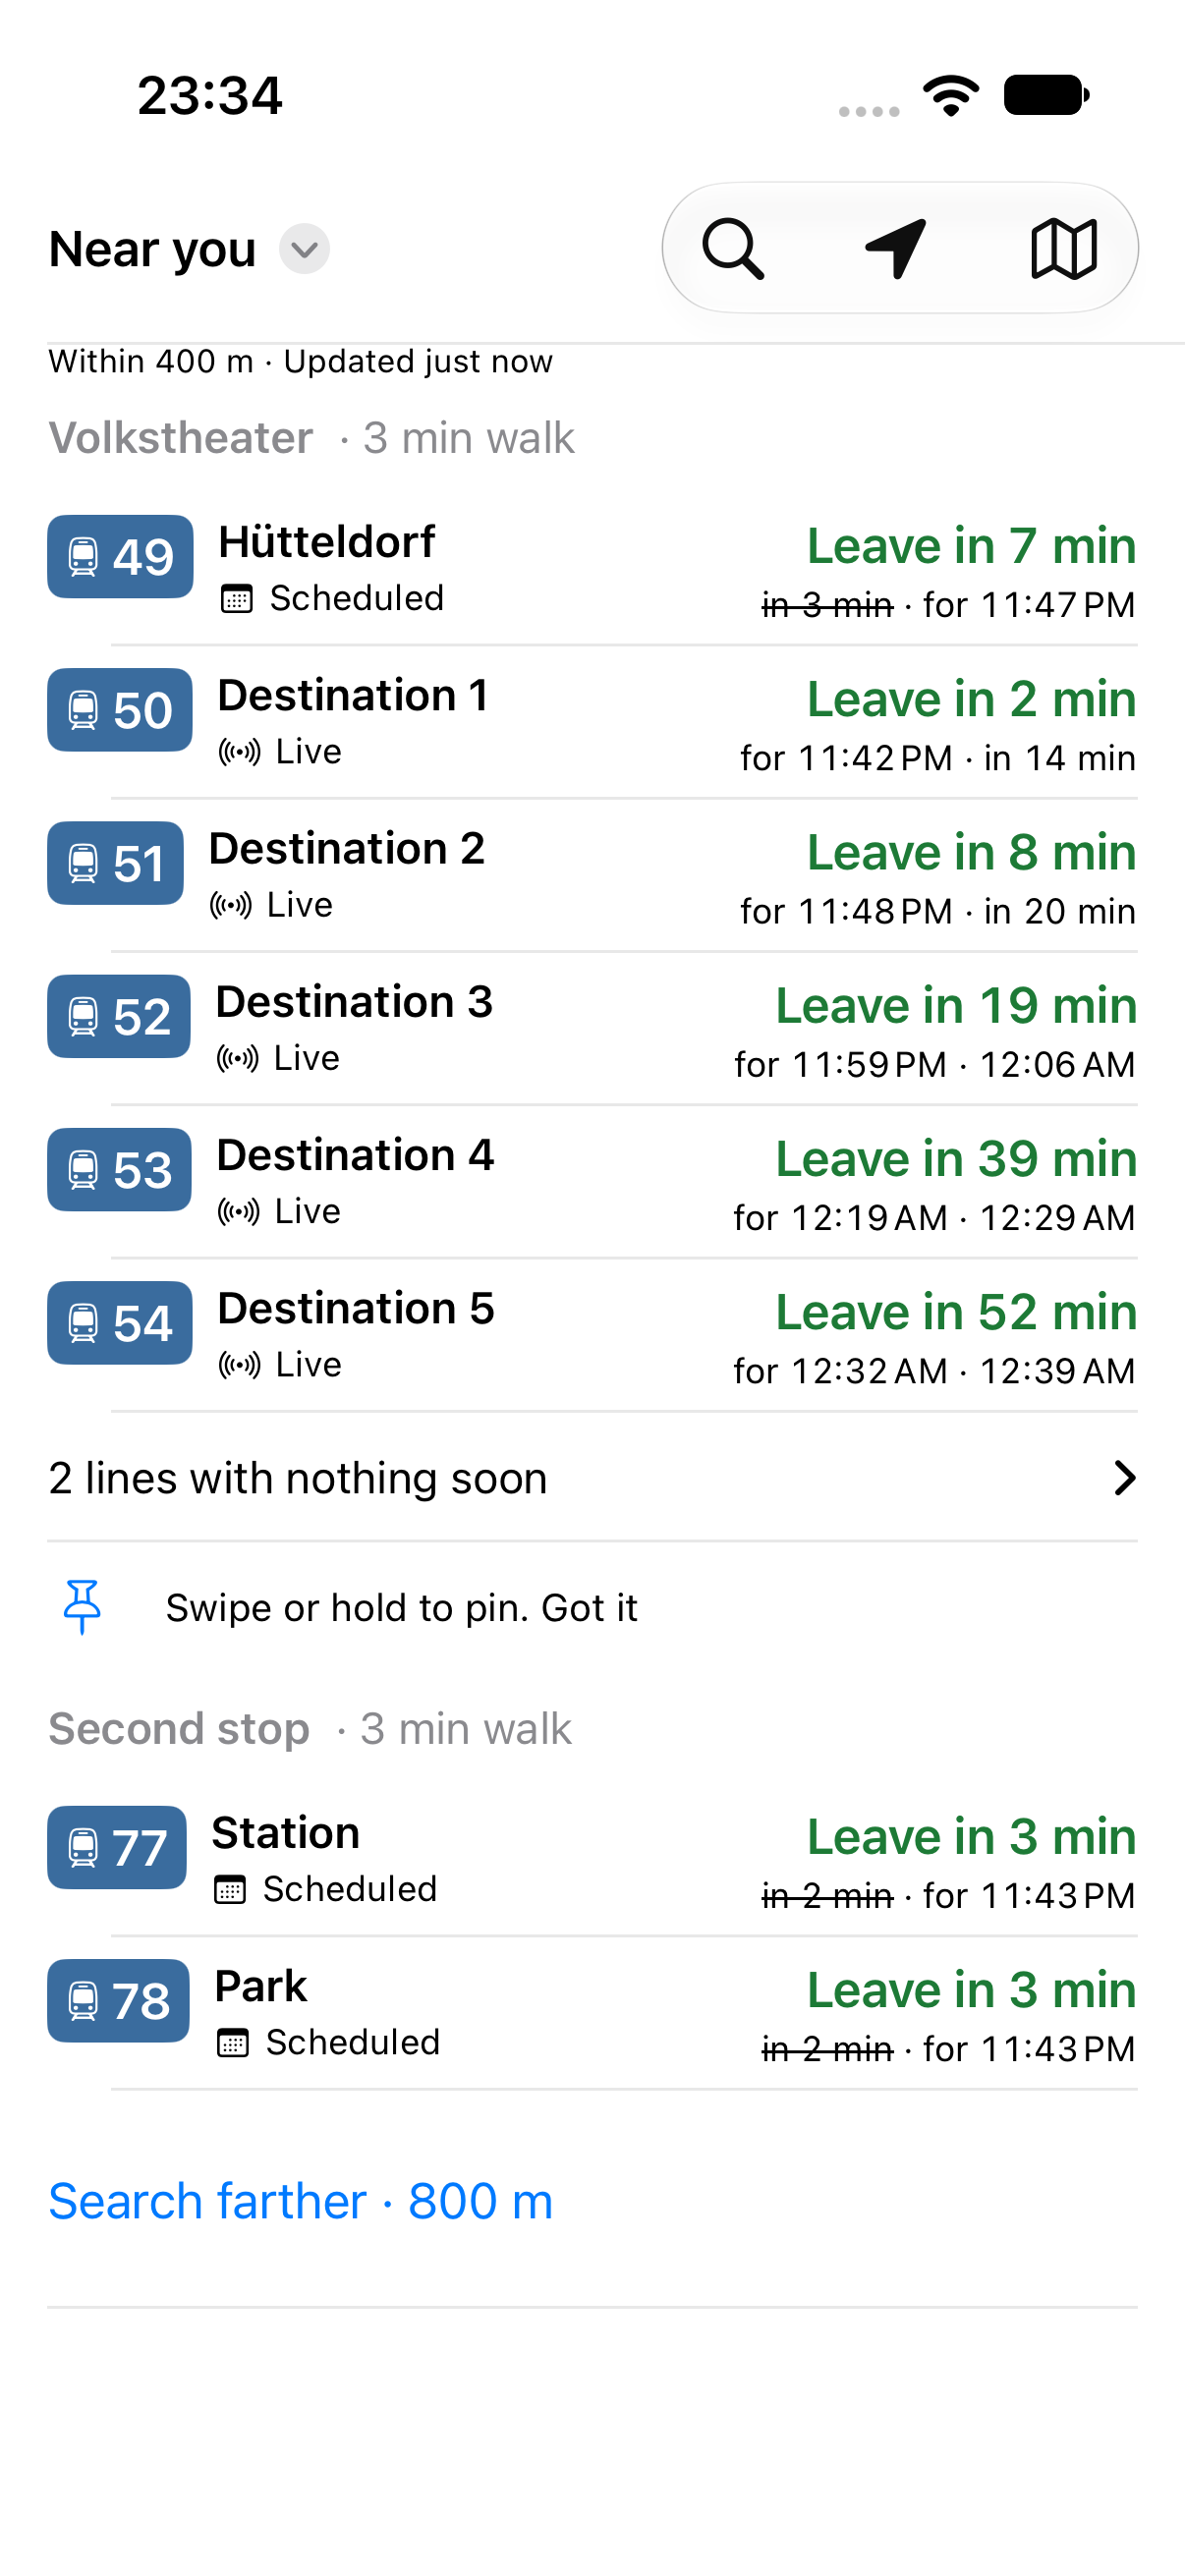 23:34
Near you
Within 400 m · Updated just now
Volkstheater · 3 min walk
49 Hütteldorf Leave in 7 min
Scheduled in 3 min · for 11:47 PM
50 Destination 1 Leave in 2 min
Live for 11:42 PM · in 14 min
51 Destination 2 Leave in 8 min
Live for 11:48 PM · in 20 min
52 Destination 3 Leave in 19 min
Live for 11:59 PM · 12:06 AM
53 Destination 4 Leave in 39 min
Live for 12:19 AM · 12:29 AM
54 Destination 5 Leave in 52 min
Live for 12:32 AM · 12:39 AM
2 lines with nothing soon
Swipe or hold to pin. Got it
Second stop · 3 min walk
77 Station Leave in 3 min
Scheduled in 2 min · for 11:43 PM
78 Park Leave in 3 min
Scheduled in 2 min · for 11:43 PM
Search farther · 800 m